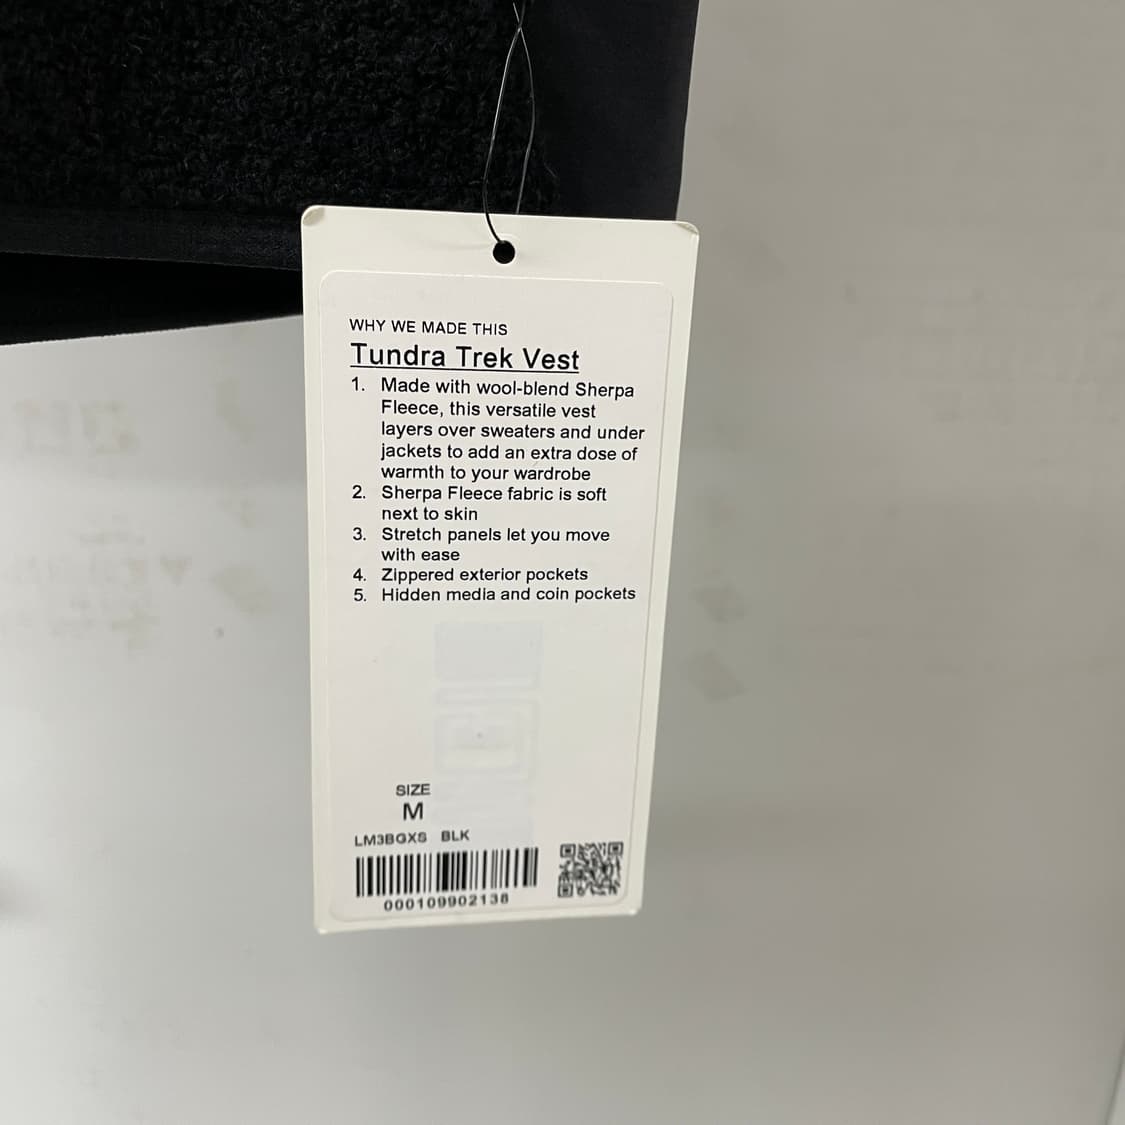 WHY WE MADE THIS
Tundra Trek Vest
1. Made with wool-blend Sherpa
Fleece, this versatile vest
layers over sweaters and under
jackets to add an extra dose of
warmth to your wardrobe
2. Sherpa Fleece fabric is soft
next to skin
3. Stretch panels let you move
with ease
4. Zippered exterior pockets
5. Hidden media and coin pockets
SIZE
M
LM3BGXS BLK
000109902138